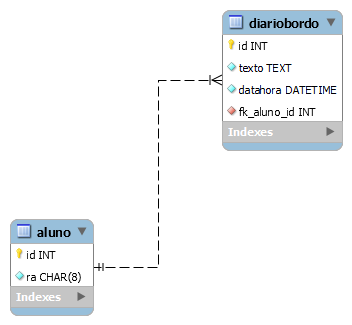 diariobordo
id INT
texto TEXT
datahora DATETIME
fk_aluno_id INT
Indexes
aluno
id INT
ra CHAR(8)
Indexes